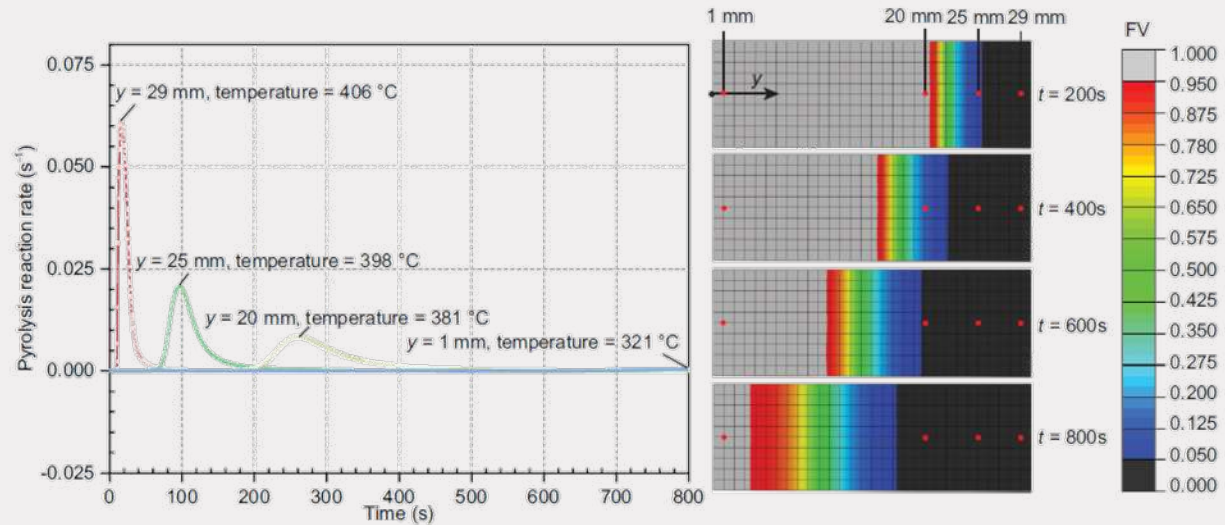 1 mm
20 mm
25 mm
29 mm
FV
0.075
0.050
0.025
0.000
-0.025
Pyrolysis reaction rate (s⁻¹)
y = 29 mm, temperature = 406 °C
y = 25 mm, temperature = 398 °C
y = 20 mm, temperature = 381 °C
y = 1 mm, temperature = 321 °C
0
100
200
300
400
500
600
700
800
Time (s)
y
t = 200s
t = 400s
t = 600s
t = 800s
1.000
0.950
0.875
0.780
0.725
0.650
0.575
0.500
0.425
0.350
0.275
0.200
0.125
0.050
0.000